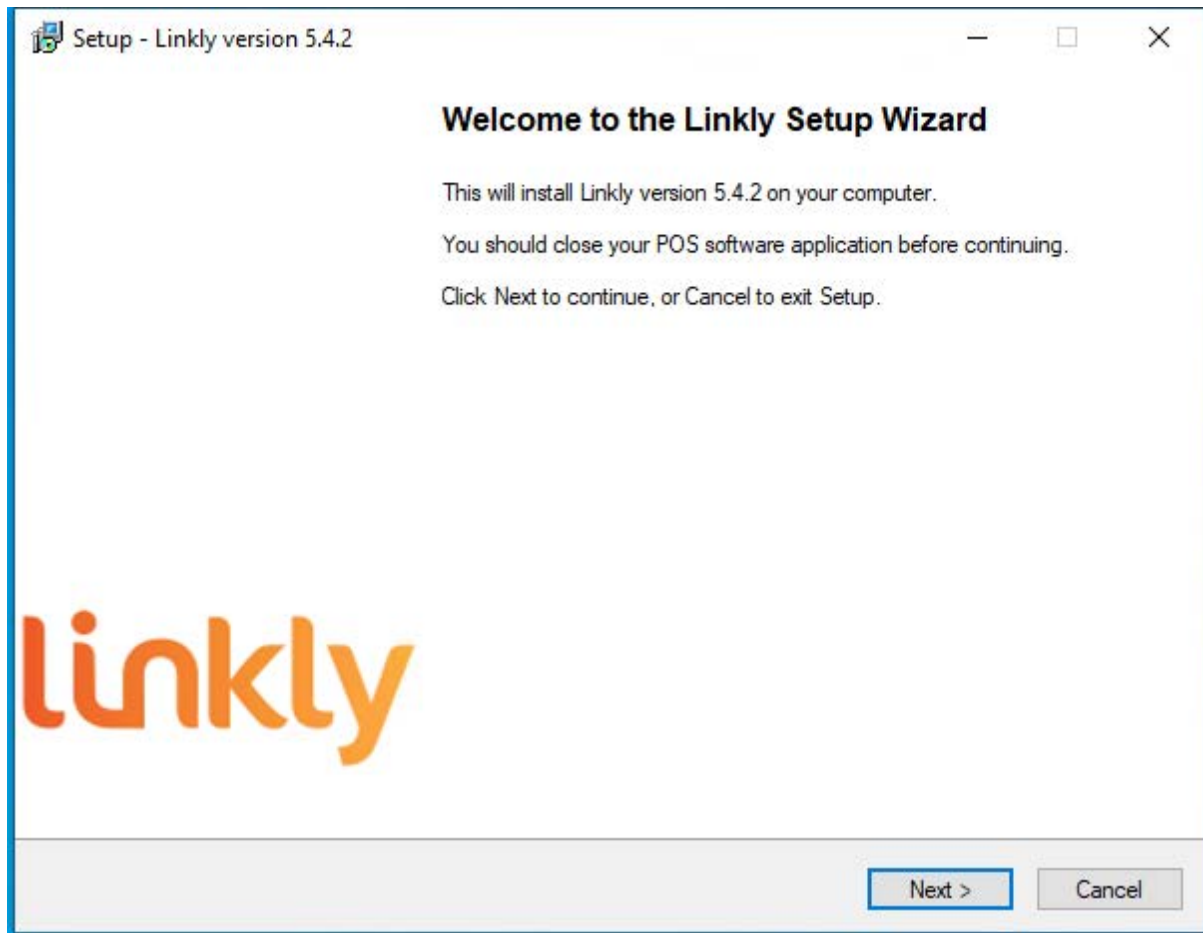 Setup - Linkly version 5.4.2
Welcome to the Linkly Setup Wizard
This will install Linkly version 5.4.2 on your computer.
You should close your POS software application before continuing.
Click Next to continue, or Cancel to exit Setup.
linkly
Next >
Cancel